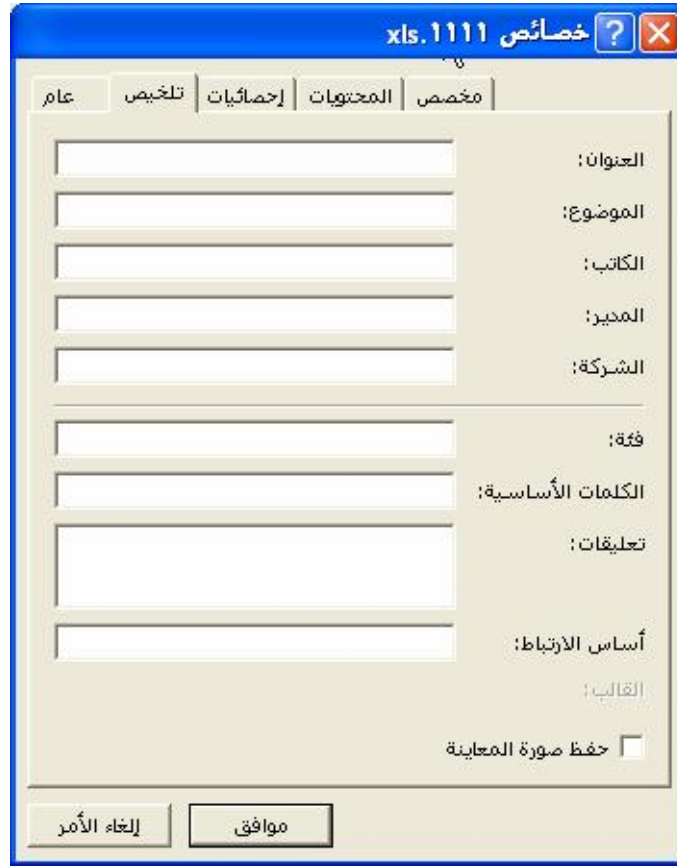 خصائص 1111.xls
عام تلخيص إحصائيات المحتويات مخصص
العنوان:
الموضوع:
الكاتب:
المدير:
الشركة:
فئة:
الكلمات الأساسية:
تعليقات:
أساس الارتباط:
القالب:
حفظ صورة المعاينة
موافق إلغاء الأمر